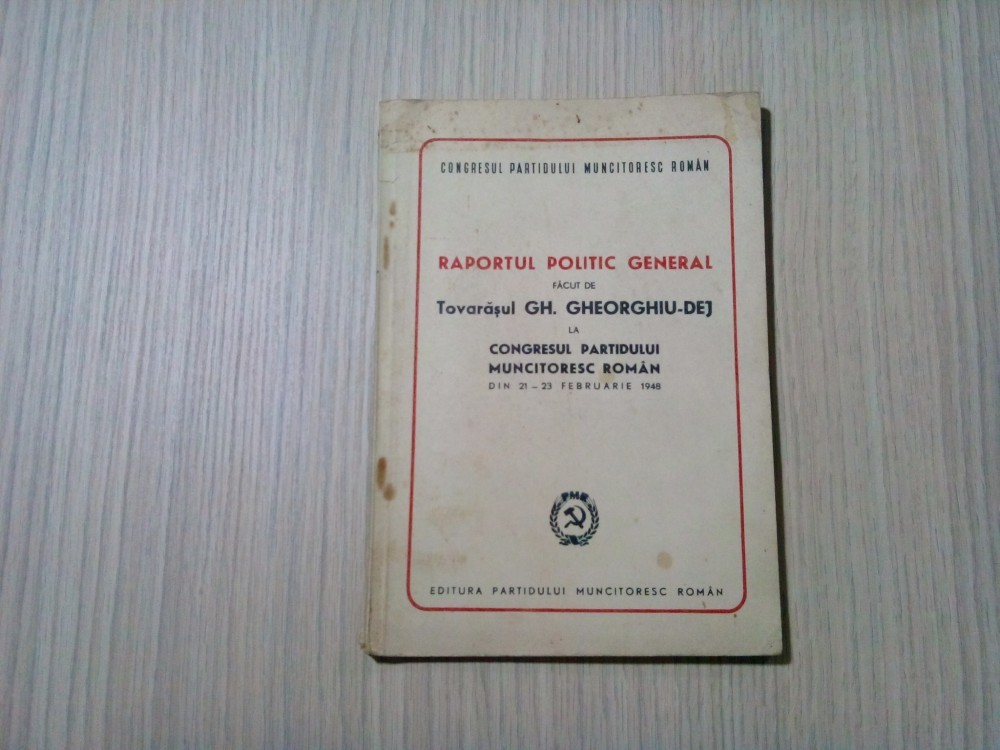 CONGRESUL PARTIDULUI MUNCITORESC ROMÂN
RAPORTUL POLITIC GENERAL
FĂCUT DE
Tovarășul GH. GHEORGHIU-DEJ
LA
CONGRESUL PARTIDULUI
MUNCITORESC ROMÂN
DIN 21 – 23 FEBRUARIE 1948
PMR
EDITURA PARTIDULUI MUNCITORESC ROMÂN